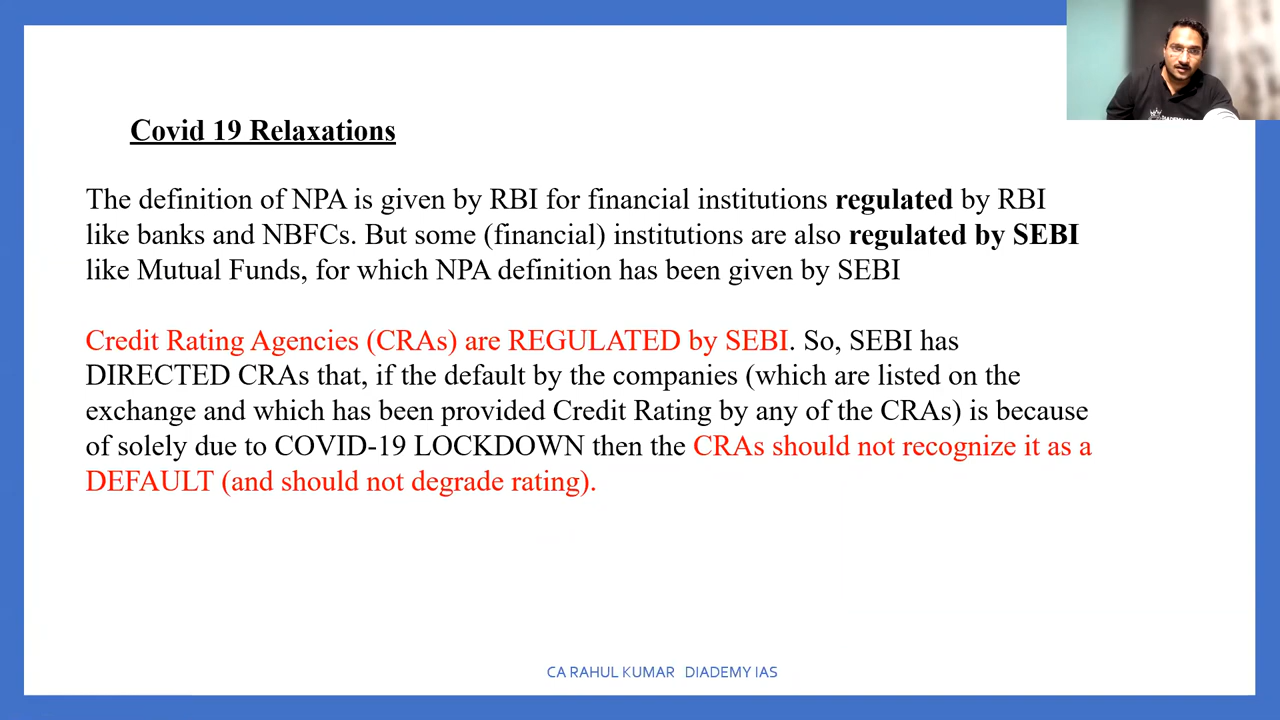 Covid 19 Relaxations
The definition of NPA is given by RBI for financial institutions regulated by RBI
like banks and NBFCs. But some (financial) institutions are also regulated by SEBI
like Mutual Funds, for which NPA definition has been given by SEBI
Credit Rating Agencies (CRAs) are REGULATED by SEBI. So, SEBI has
DIRECTED CRAs that, if the default by the companies (which are listed on the
exchange and which has been provided Credit Rating by any of the CRAs) is because
of solely due to COVID-19 LOCKDOWN then the CRAs should not recognize it as a
DEFAULT (and should not degrade rating).
CA RAHUL KUMAR DIADEMY IAS